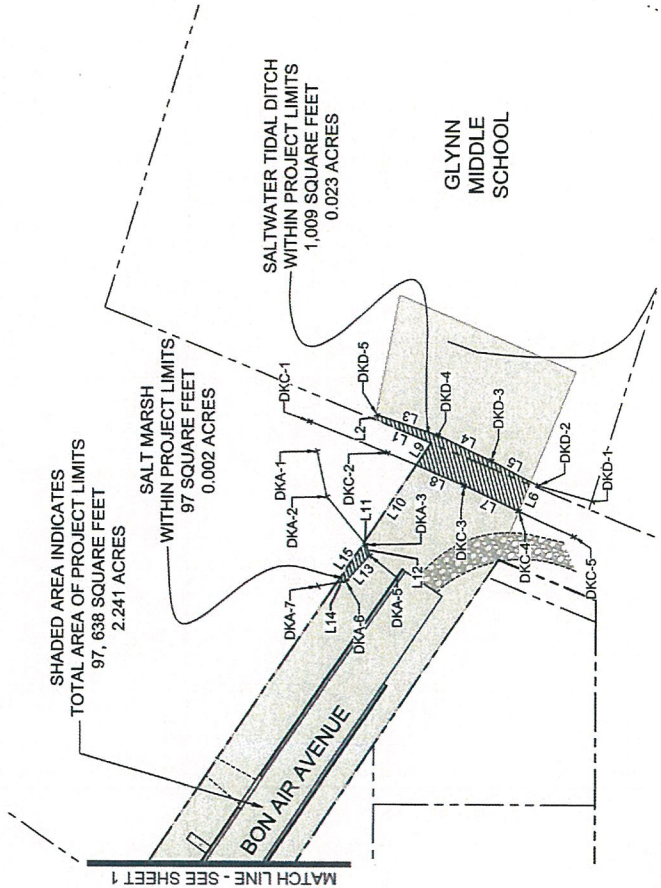 SHADED AREA INDICATES
TOTAL AREA OF PROJECT LIMITS
97, 638 SQUARE FEET
2.241 ACRES
SALT MARSH
WITHIN PROJECT LIMITS
97 SQUARE FEET
0.002 ACRES
SALTWATER TIDAL DITCH
WITHIN PROJECT LIMITS
1,009 SQUARE FEET
0.023 ACRES
GLYNN
MIDDLE
SCHOOL
BON AIR AVENUE
MATCH LINE - SEE SHEET 1
DKC-1
DKD-5
L2
L3
L1
DKD-4
L4
DKD-3
L5
DKD-2
DKD-1
L6
L7
L8
L9
L10
DKC-2
DKC-3
DKC-4
DKC-5
DKA-1
DKA-2
L11
DKA-3
L12
L13
L15
DKA-5
DKA-6
L14
DKA-7